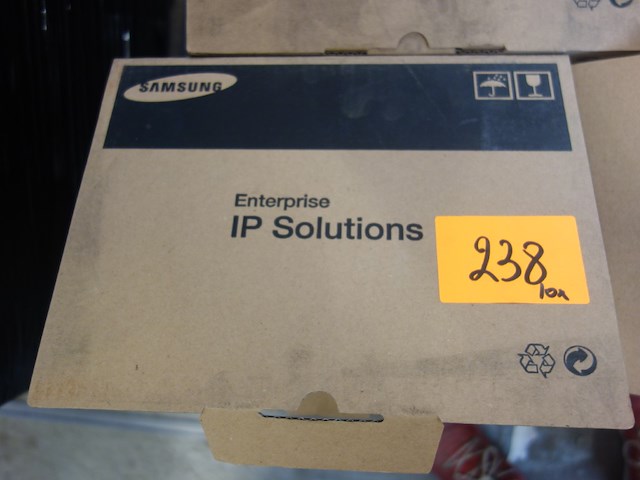 SAMSUNG
Enterprise
IP Solutions
238